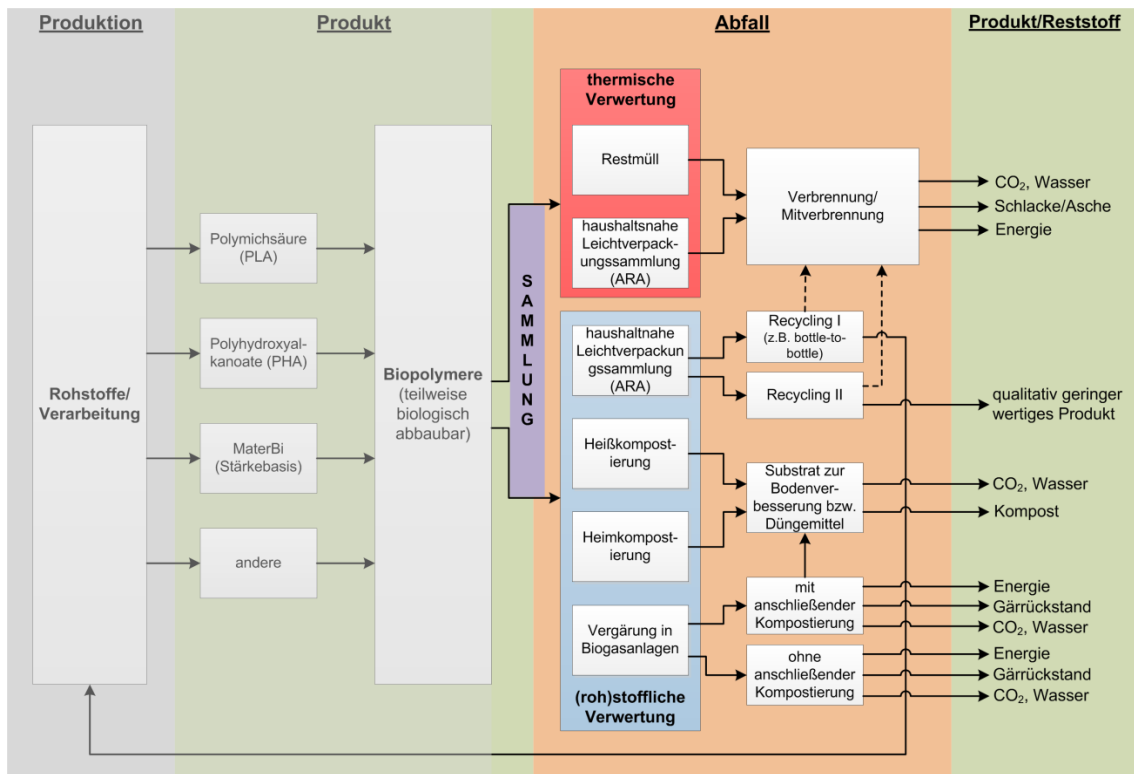 Produktion
Produkt
Abfall
Produkt/Reststoff
Rohstoffe/
Verarbeitung
Polymichsäure
(PLA)
Polyhydroxyal-
kanoate (PHA)
MaterBi
(Stärkebasis)
andere
Biopolymere
(teilweise
biologisch
abbaubar)
SAMMLUNG
thermische
Verwertung
Restmüll
haushaltsnahe
Leichtverpack-
ungssammlung
(ARA)
haushaltnahe
Leichtverpackun
gssammlung
(ARA)
Heißkompost-
ierung
Heimkompost-
ierung
Vergärung in
Biogasanlagen
(roh)stoffliche
Verwertung
Verbrennung/
Mitverbrennung
Recycling I
(z.B. bottle-to-
bottle)
Recycling II
Substrat zur
Bodenver-
besserung bzw.
Düngemittel
mit
anschließender
Kompostierung
ohne
anschließender
Kompostierung
CO₂, Wasser
Schlacke/Asche
Energie
qualitativ geringer
wertiges Produkt
CO₂, Wasser
Kompost
Energie
Gärrückstand
CO₂, Wasser
Energie
Gärrückstand
CO₂, Wasser